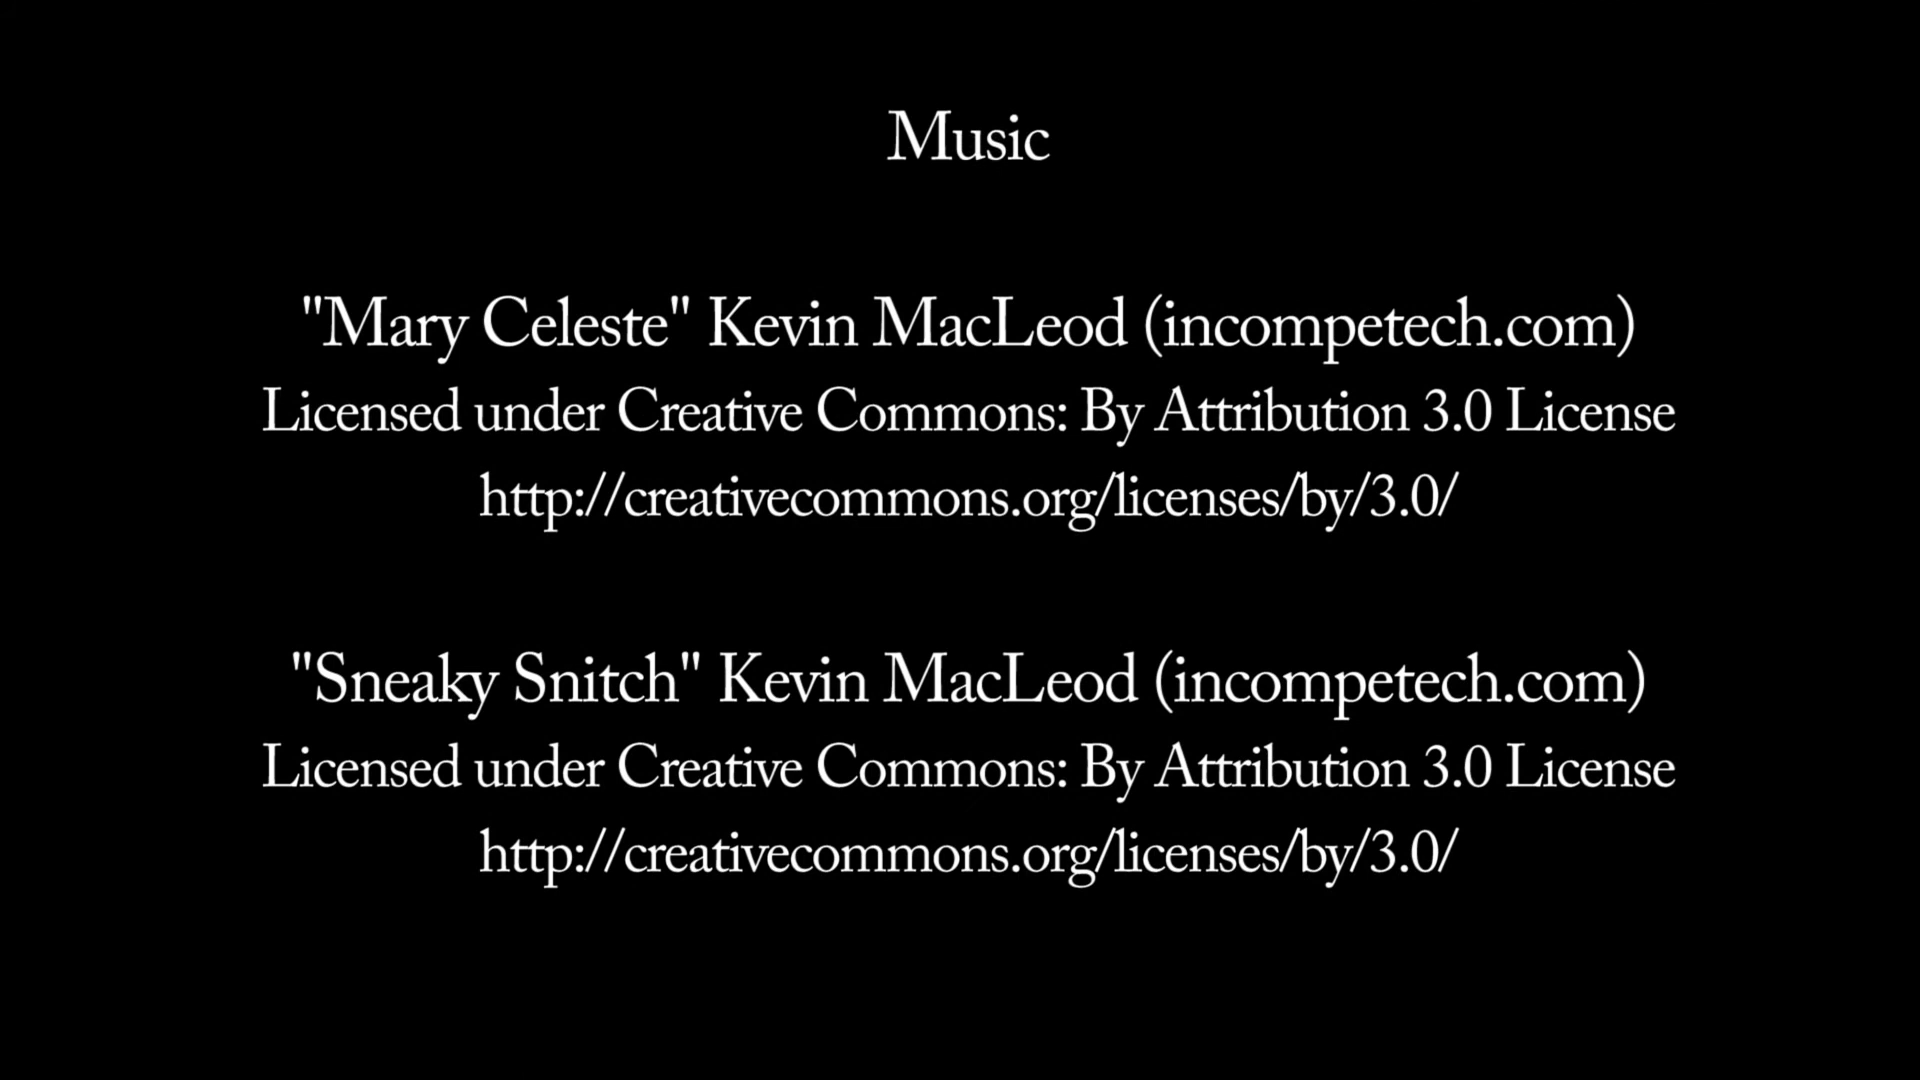 Music
"Mary Celeste" Kevin MacLeod (incompetech.com)
Licensed under Creative Commons: By Attribution 3.0 License
http://creativecommons.org/licenses/by/3.0/
"Sneaky Snitch" Kevin MacLeod (incompetech.com)
Licensed under Creative Commons: By Attribution 3.0 License
http://creativecommons.org/licenses/by/3.0/